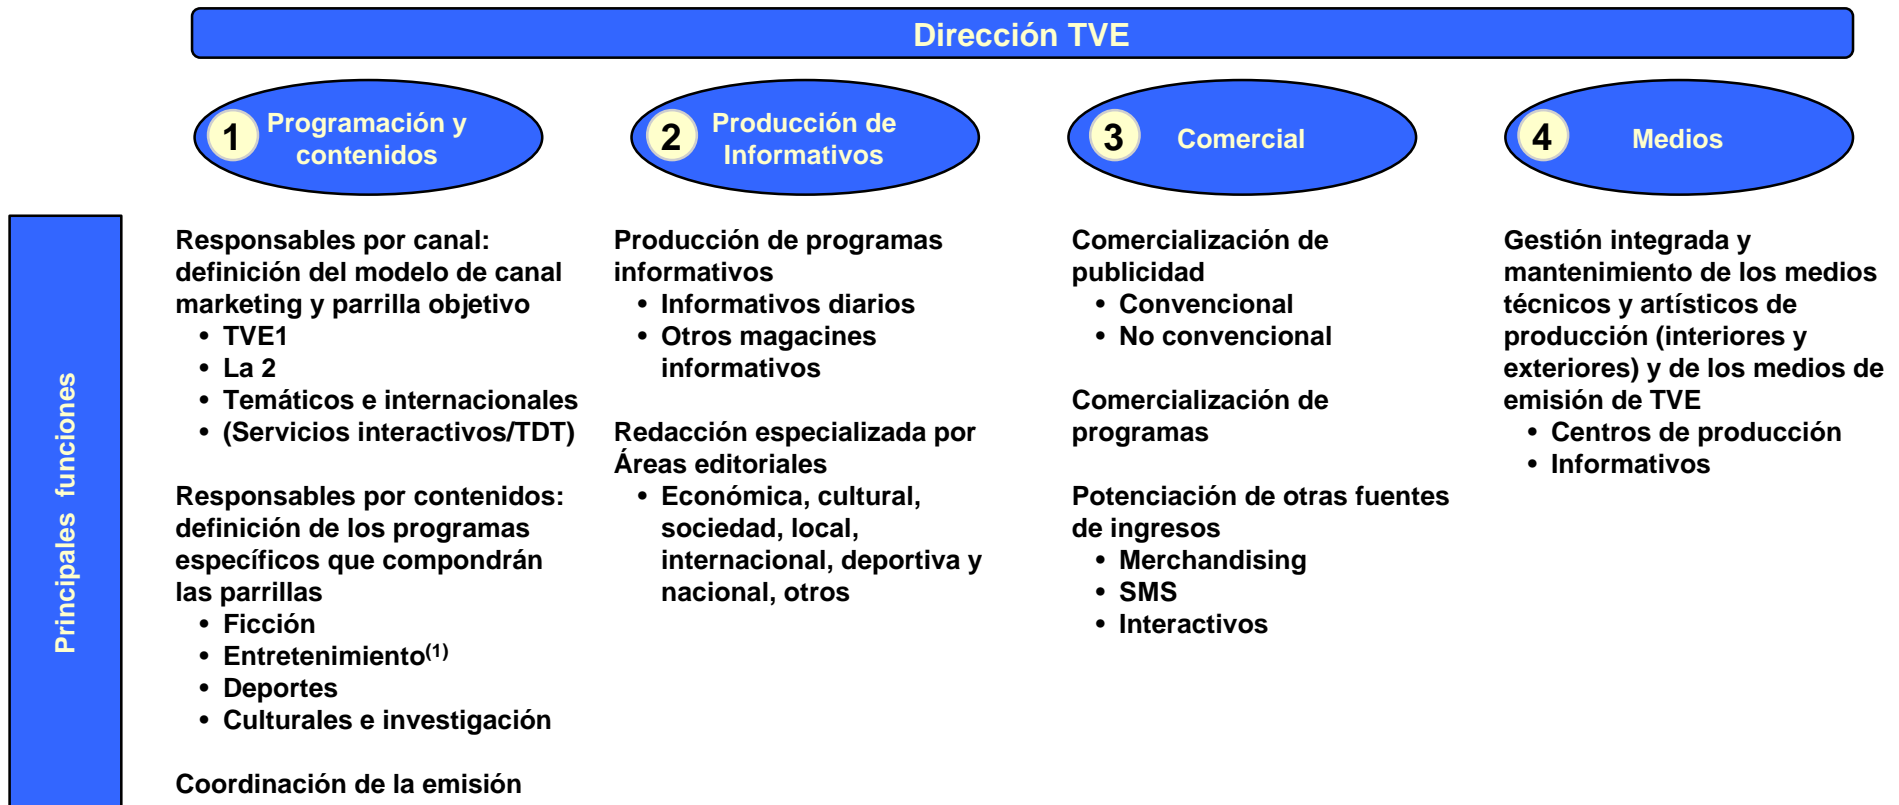 Dirección TVE
1
Programación y
contenidos
2
Producción de
Informativos
3
Comercial
4
Medios
Principales funciones
Responsables por canal:
definición del modelo de canal
marketing y parrilla objetivo
• TVE1
• La 2
• Temáticos e internacionales
• (Servicios interactivos/TDT)
Responsables por contenidos:
definición de los programas
específicos que compondrán
las parrillas
• Ficción
• Entretenimiento(1)
• Deportes
• Culturales e investigación
Coordinación de la emisión
Producción de programas
informativos
• Informativos diarios
• Otros magacines
informativos
Redacción especializada por
Áreas editoriales
• Económica, cultural,
sociedad, local,
internacional, deportiva y
nacional, otros
Comercialización de
publicidad
• Convencional
• No convencional
Comercialización de
programas
Potenciación de otras fuentes
de ingresos
• Merchandising
• SMS
• Interactivos
Gestión integrada y
mantenimiento de los medios
técnicos y artísticos de
producción (interiores y
exteriores) y de los medios de
emisión de TVE
• Centros de producción
• Informativos